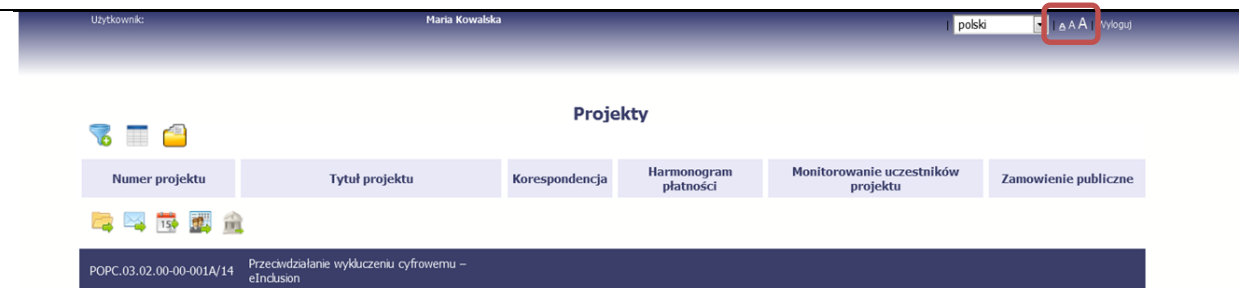 Użytkownik: Maria Kowalska | polski | A A A | Wyloguj
Projekty
Numer projektu Tytuł projektu Korespondencja Harmonogram płatności Monitorowanie uczestników projektu Zamowienie publiczne
15
POPC.03.02.00-00-001A/14 Przeciwdziałanie wykluczeniu cyfrowemu –
eInclusion